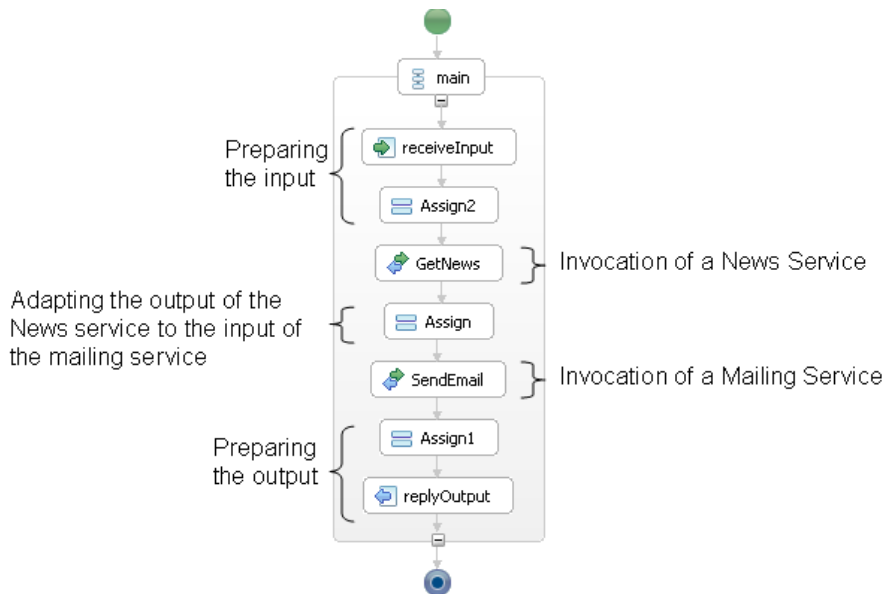 main
Preparing
the input
receiveInput
Assign2
GetNews
Invocation of a News Service
Adapting the output of the
News service to the input of
the mailing service
Assign
SendEmail
Invocation of a Mailing Service
Preparing
the output
Assign1
replyOutput